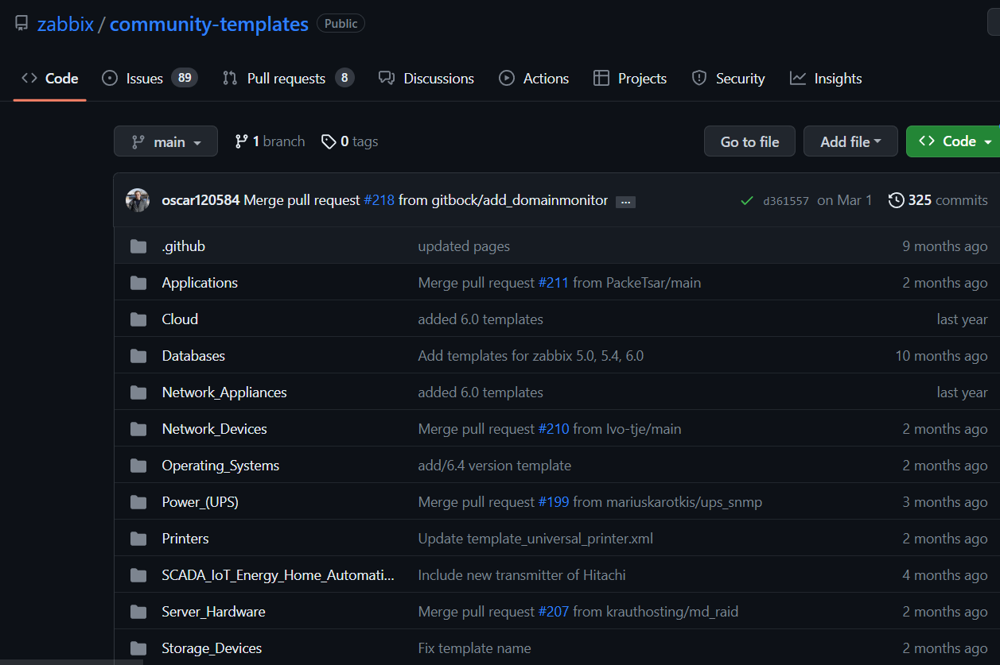 zabbix / community-templates Public
Code Issues 89 Pull requests 8 Discussions Actions Projects Security Insights
main 1 branch 0 tags Go to file Add file Code
oscar120584 Merge pull request #218 from gitbock/add_domainmonitor ... d361557 on Mar 1 325 commits
.github updated pages 9 months ago
Applications Merge pull request #211 from PackeTsar/main 2 months ago
Cloud added 6.0 templates last year
Databases Add templates for zabbix 5.0, 5.4, 6.0 10 months ago
Network_Appliances added 6.0 templates last year
Network_Devices Merge pull request #210 from Ivo-tje/main 2 months ago
Operating_Systems add/6.4 version template 2 months ago
Power_(UPS) Merge pull request #199 from mariuskarotkis/ups_snmp 3 months ago
Printers Update template_universal_printer.xml 2 months ago
SCADA_IoT_Energy_Home_Automati... Include new transmitter of Hitachi 4 months ago
Server_Hardware Merge pull request #207 from krauthosting/md_raid 2 months ago
Storage_Devices Fix template name 2 months ago